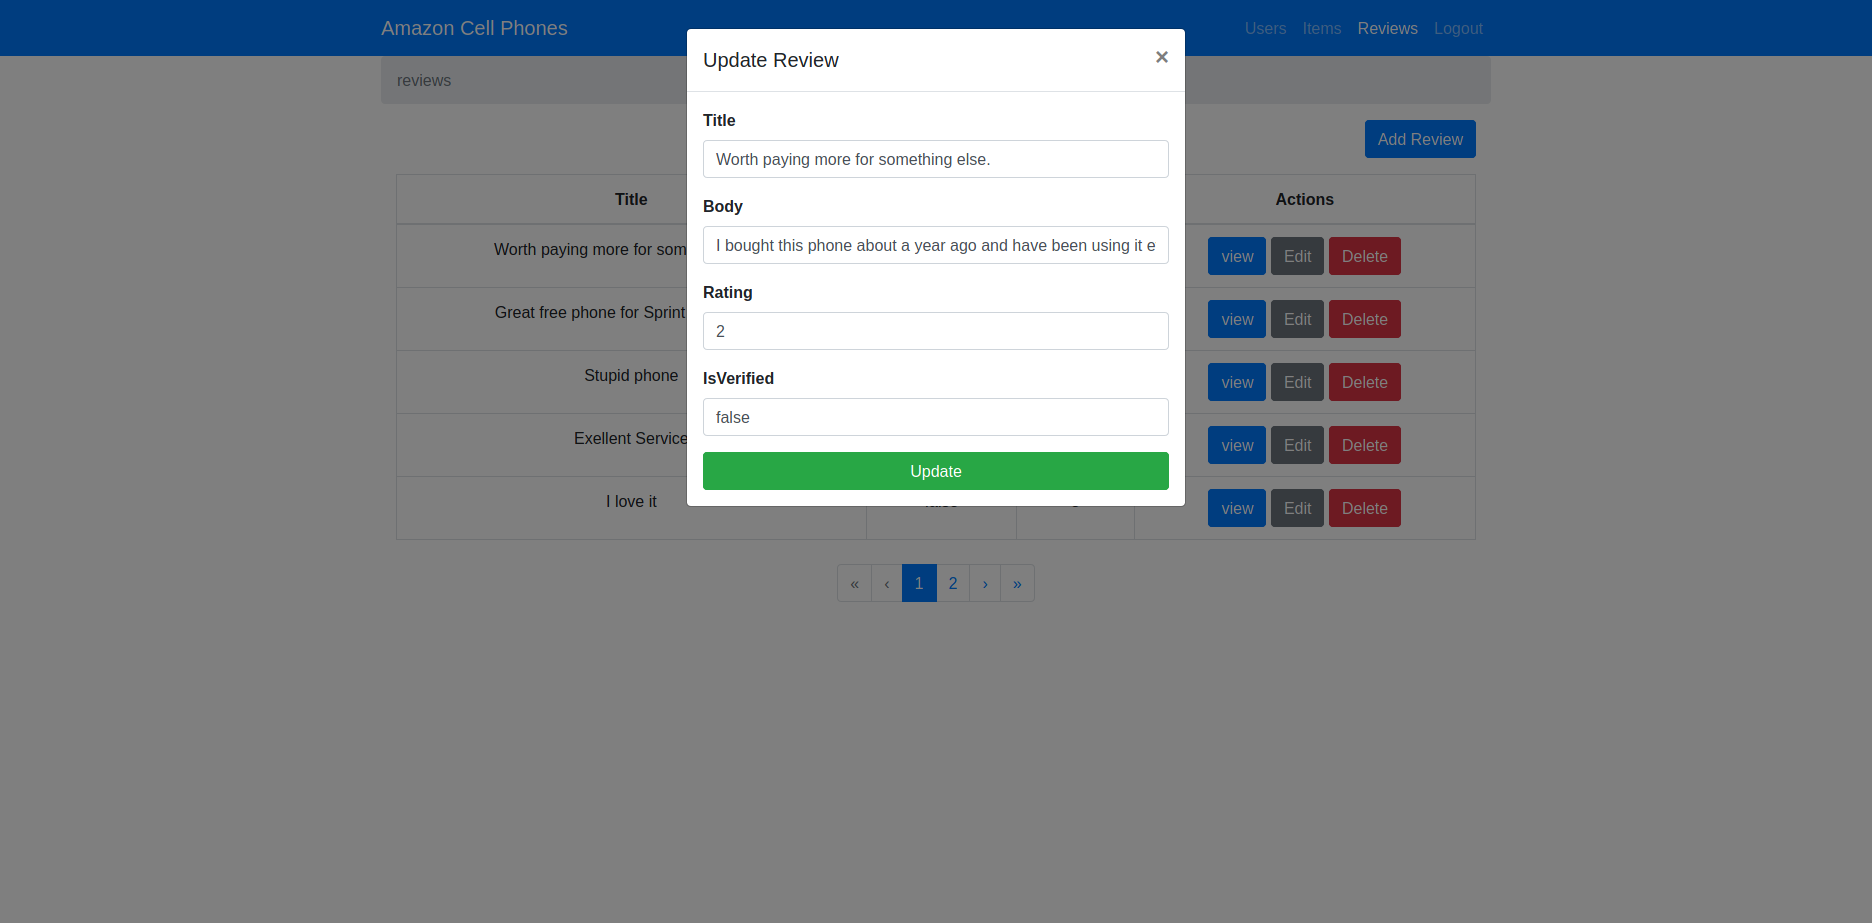 Amazon Cell Phones
Users Items Reviews Logout
reviews
Add Review
Update Review
×
Title
Worth paying more for something else.
Body
I bought this phone about a year ago and have been using it e
Rating
2
IsVerified
false
Update
Title Actions
Worth paying more for som view Edit Delete
Great free phone for Sprint view Edit Delete
Stupid phone view Edit Delete
Exellent Service view Edit Delete
I love it view Edit Delete
« ‹ 1 2 › »